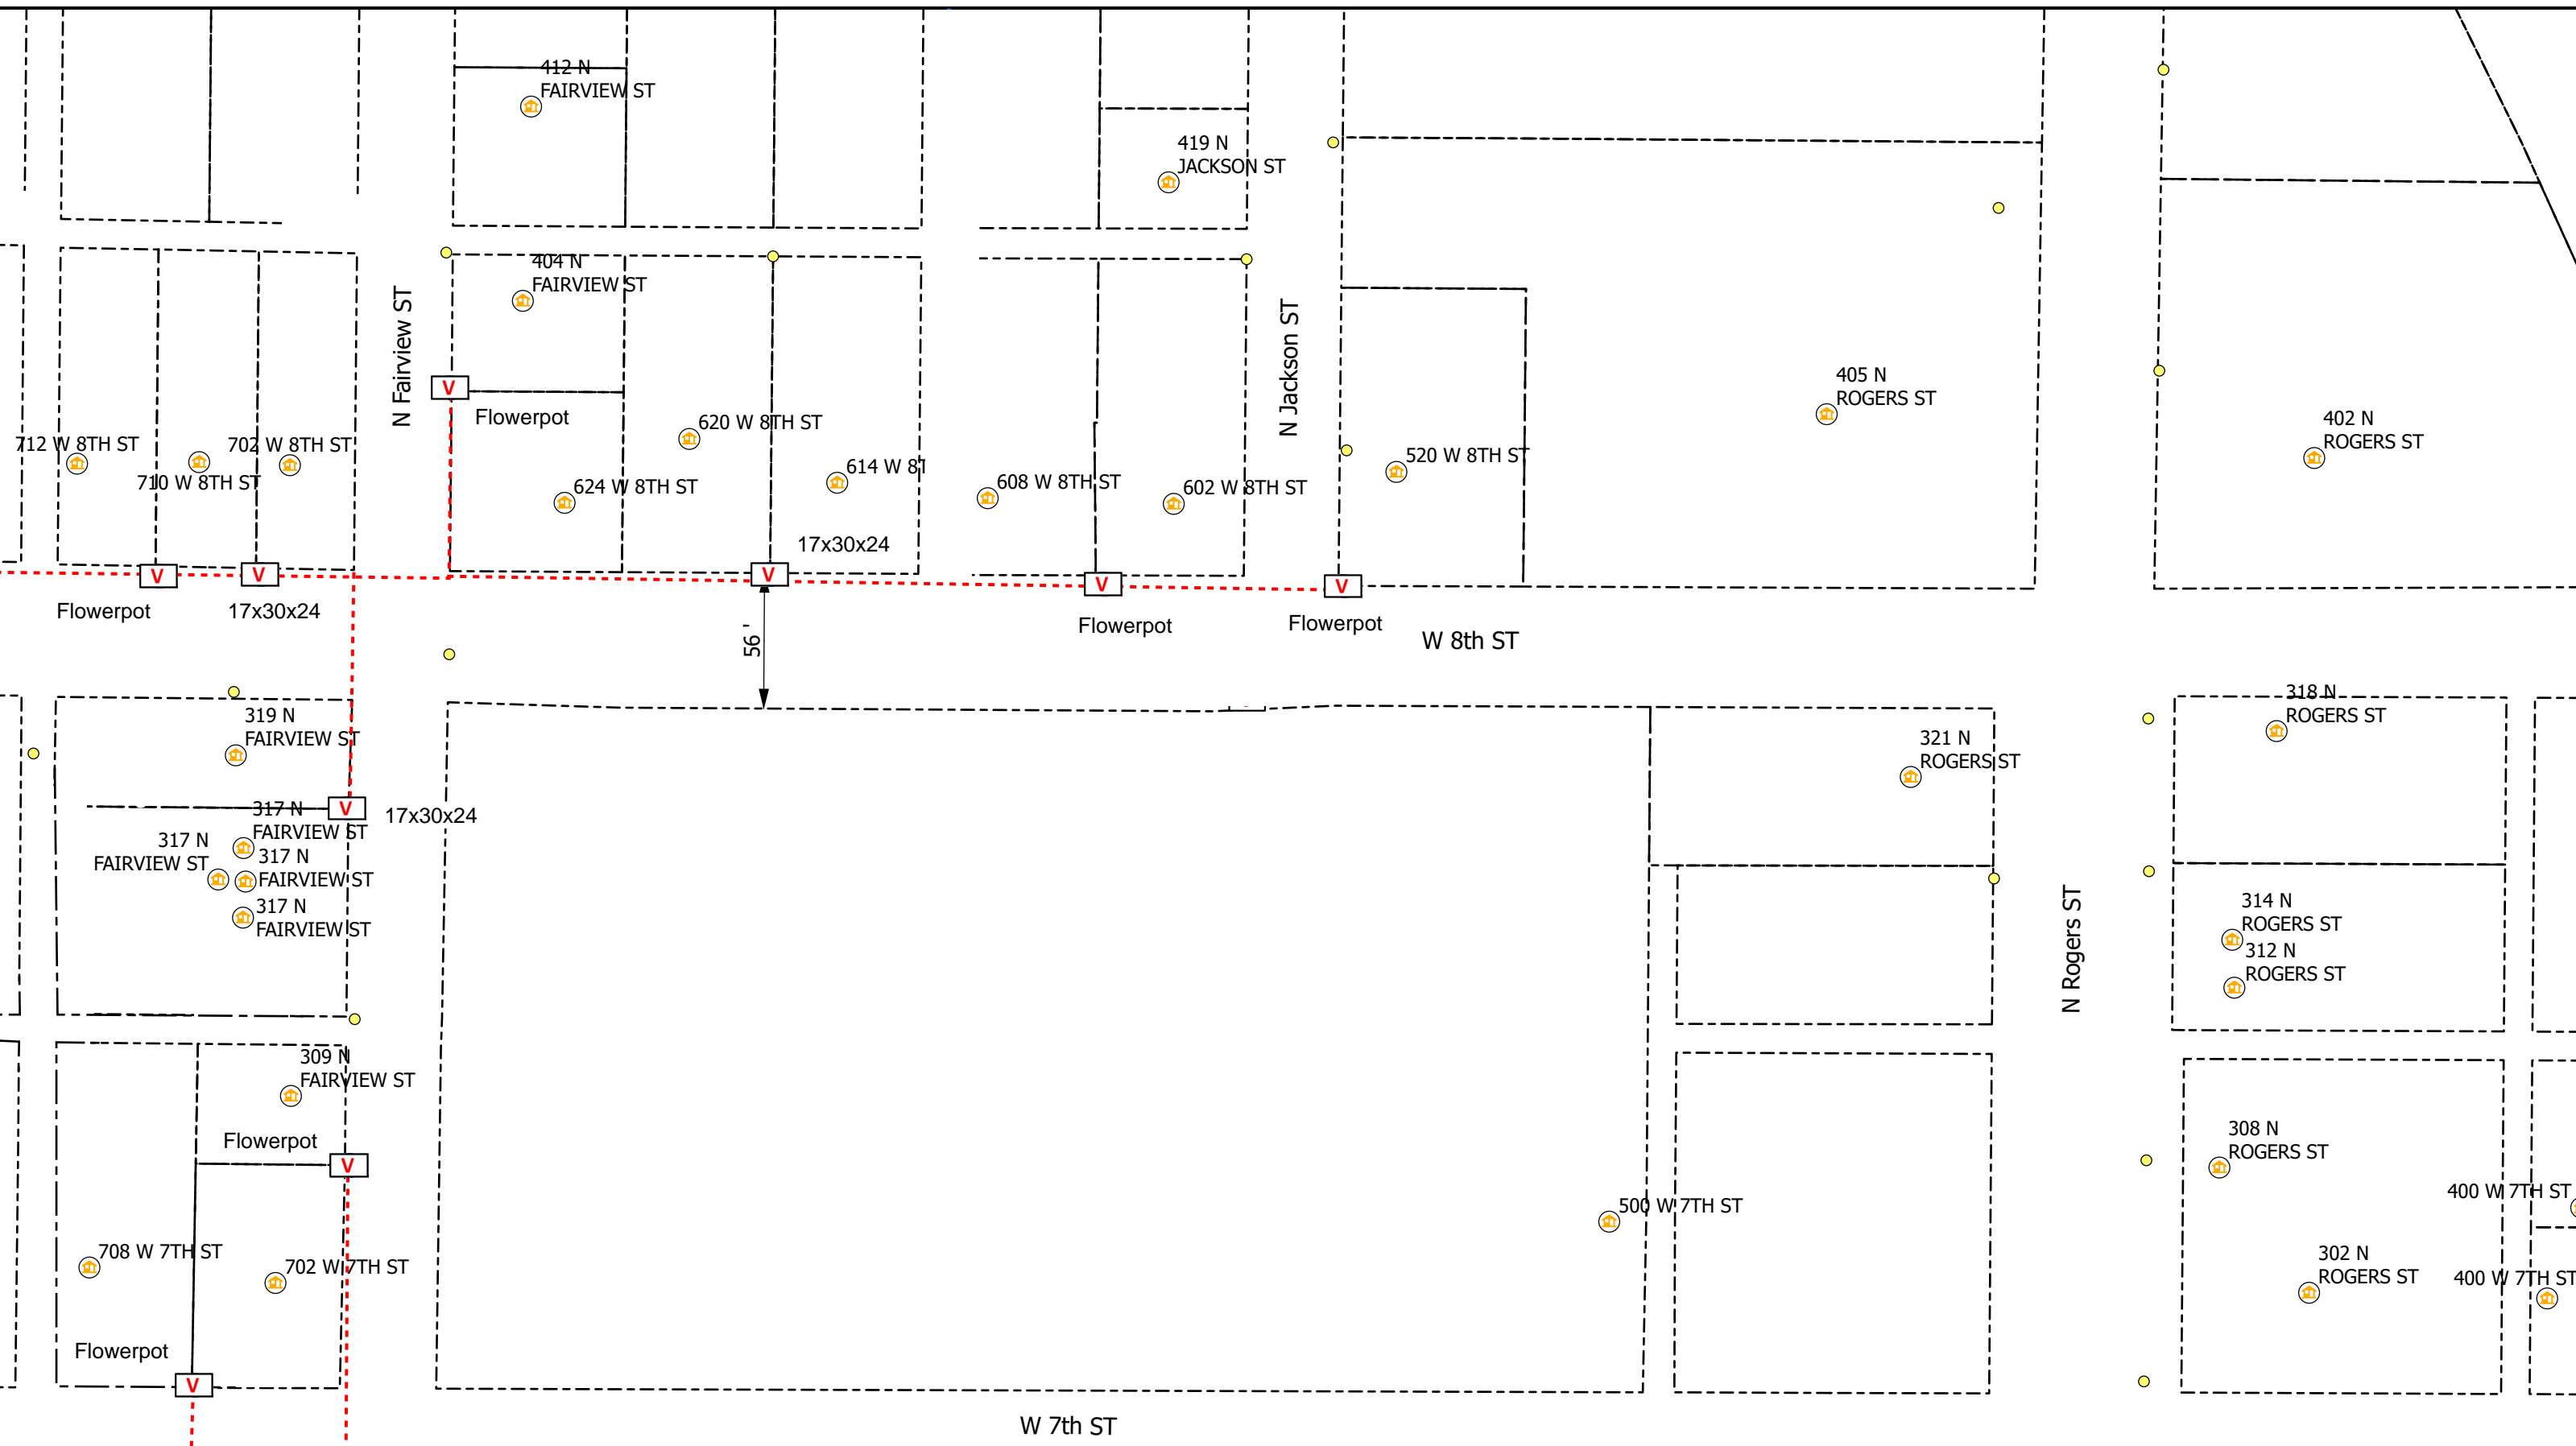 412 N
FAIRVIEW ST
419 N
JACKSON ST
404 N
FAIRVIEW ST
N Fairview ST
N Jackson ST
V
Flowerpot
405 N
ROGERS ST
402 N
ROGERS ST
712 W 8TH ST
702 W 8TH ST
710 W 8TH ST
620 W 8TH ST
624 W 8TH ST
614 W 8T
608 W 8TH ST
602 W 8TH ST
520 W 8TH ST
17x30x24
V
V
V
V
V
Flowerpot
17x30x24
56 '
Flowerpot
Flowerpot
W 8th ST
319 N
FAIRVIEW ST
318 N
ROGERS ST
321 N
ROGERS ST
V
17x30x24
317 N
FAIRVIEW ST
317 N
FAIRVIEW ST
317 N
FAIRVIEW ST
317 N
FAIRVIEW ST
N Rogers ST
314 N
ROGERS ST
312 N
ROGERS ST
309 N
FAIRVIEW ST
Flowerpot
V
308 N
ROGERS ST
500 W 7TH ST
400 W 7TH ST
708 W 7TH ST
702 W 7TH ST
302 N
ROGERS ST
400 W 7TH ST
Flowerpot
V
W 7th ST